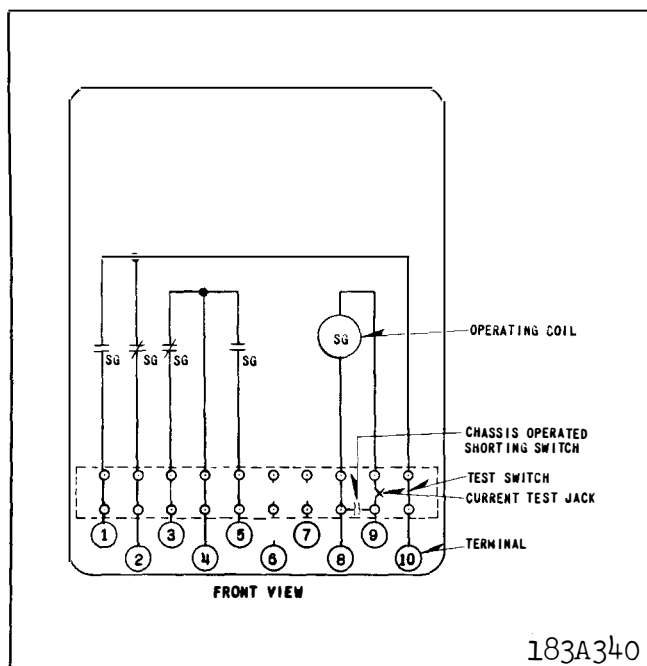 SG SG SG SG
SG
OPERATING COIL
CHASSIS OPERATED
SHORTING SWITCH
TEST SWITCH
CURRENT TEST JACK
1 3 5 7 9
2 4 6 8 10
TERMINAL
FRONT VIEW
183A340